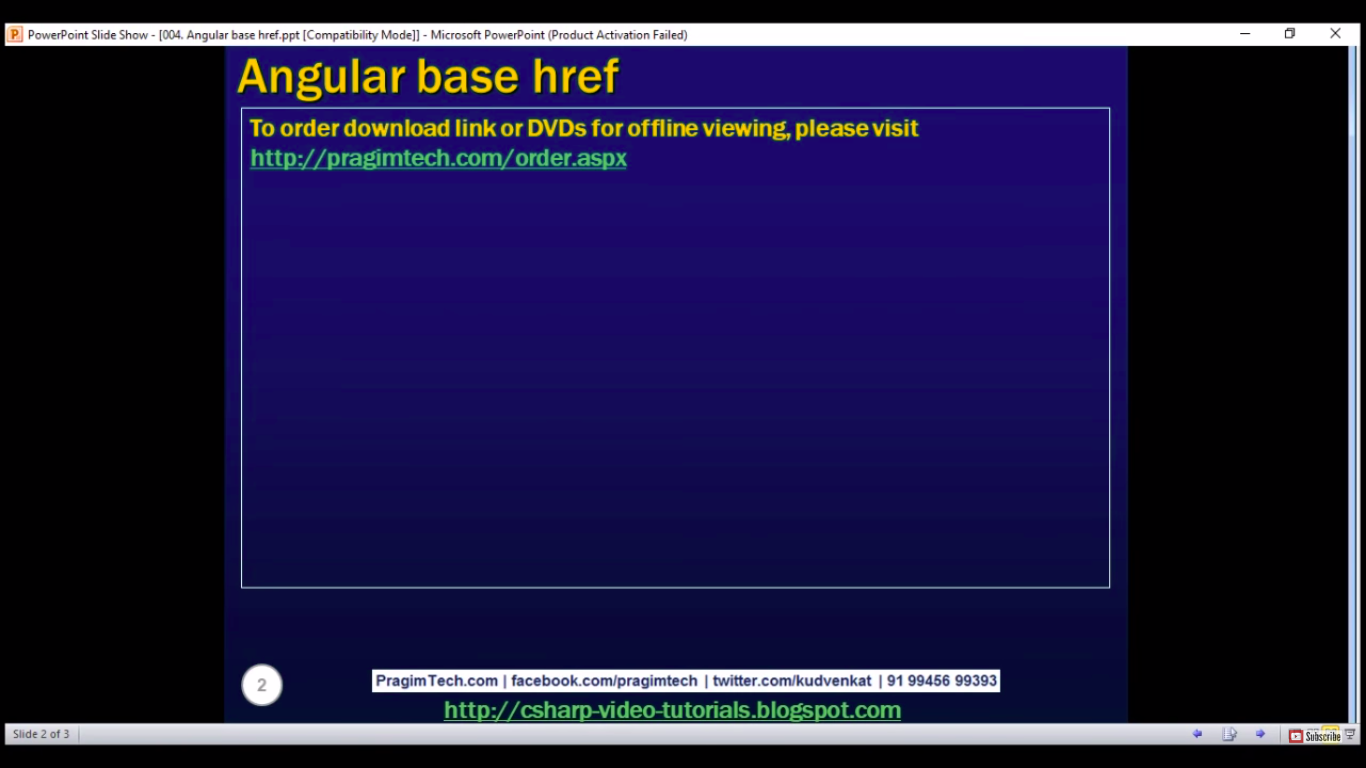 PowerPoint Slide Show - [004. Angular base href.ppt [Compatibility Mode]] - Microsoft PowerPoint (Product Activation Failed)
Angular base href
To order download link or DVDs for offline viewing, please visit
http://pragimtech.com/order.aspx
2
PragimTech.com | facebook.com/pragimtech | twitter.com/kudvenkat | 91 99456 99393
http://csharp-video-tutorials.blogspot.com
Slide 2 of 3
Subscribe